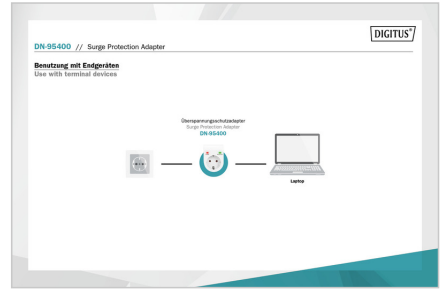 DIGITUS®
DN-95400 // Surge Protection Adapter
Benutzung mit Endgeräten
Use with terminal devices
Überspannungsschutzadapter
Surge Protection Adapter
DN-95400
Laptop